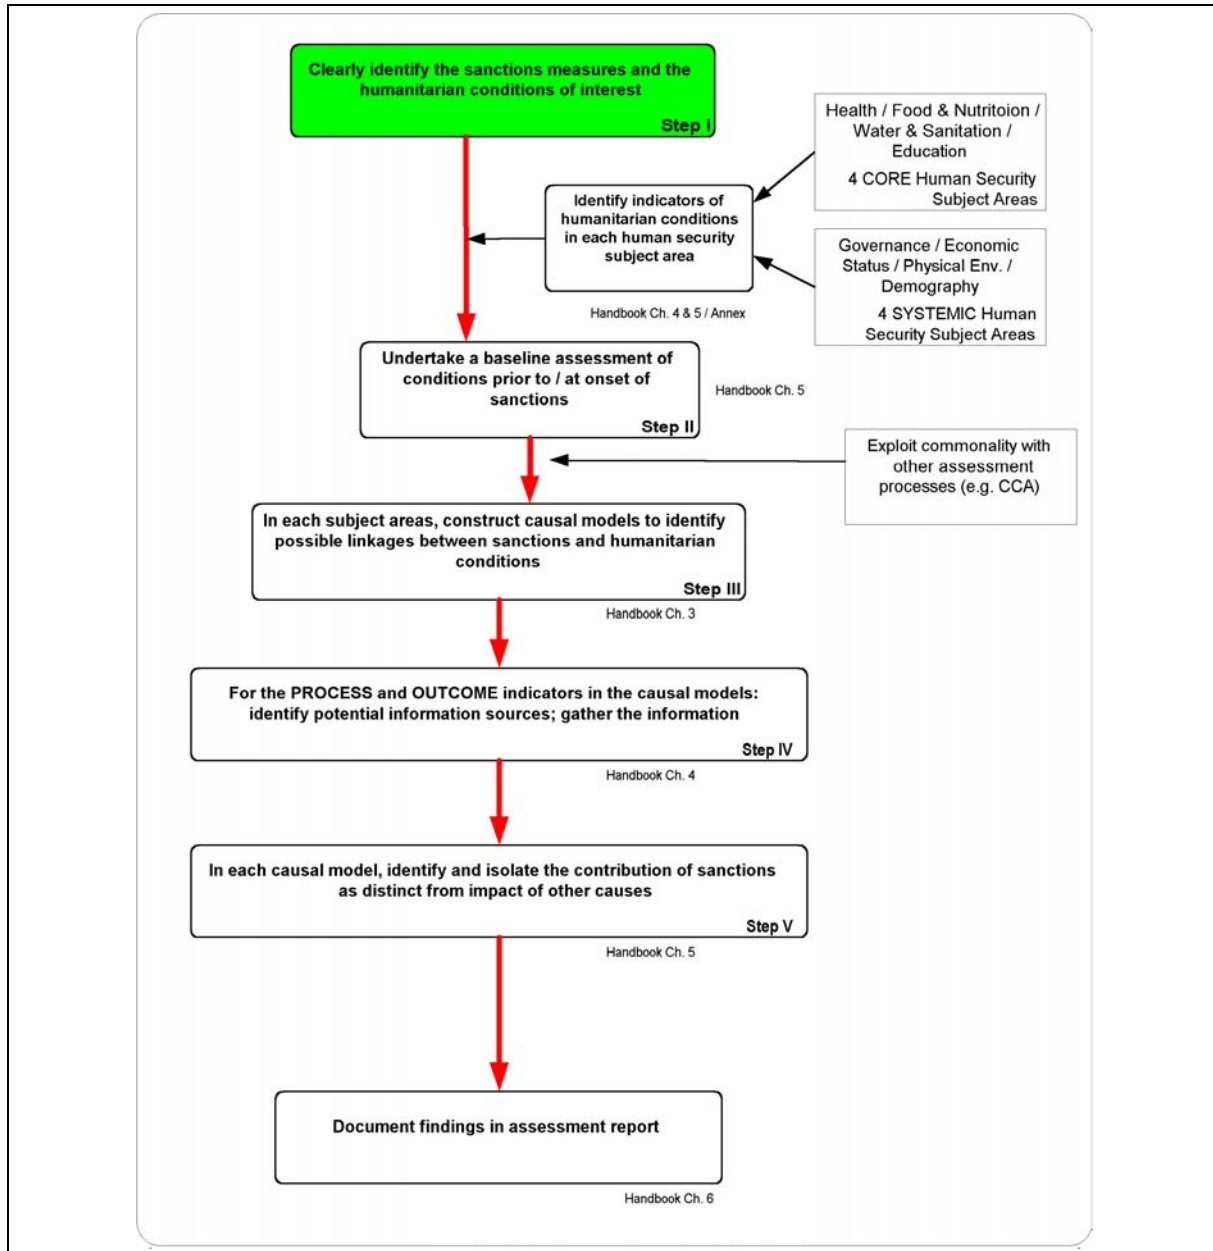 Clearly identify the sanctions measures and the
humanitarian conditions of interest
Step I
Health / Food & Nutritoion /
Water & Sanitation /
Education
4 CORE Human Security
Subject Areas
Identify indicators of
humanitarian conditions
in each human security
subject area
Governance / Economic
Status / Physical Env. /
Demography
4 SYSTEMIC Human
Security Subject Areas
Handbook Ch. 4 & 5 / Annex
Undertake a baseline assessment of
conditions prior to / at onset of
sanctions
Step II
Handbook Ch. 5
Exploit commonality with
other assessment
processes (e.g. CCA)
In each subject areas, construct causal models to identify
possible linkages between sanctions and humanitarian
conditions
Step III
Handbook Ch. 3
For the PROCESS and OUTCOME indicators in the causal models:
identify potential information sources; gather the information
Step IV
Handbook Ch. 4
In each causal model, identify and isolate the contribution of sanctions
as distinct from impact of other causes
Step V
Handbook Ch. 5
Document findings in assessment report
Handbook Ch. 6